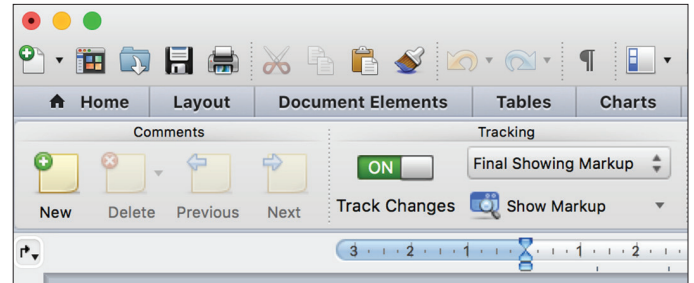 Home Layout Document Elements Tables Charts
Comments Tracking
ON Final Showing Markup
New Delete Previous Next Track Changes Show Markup
3 2 1 1 2